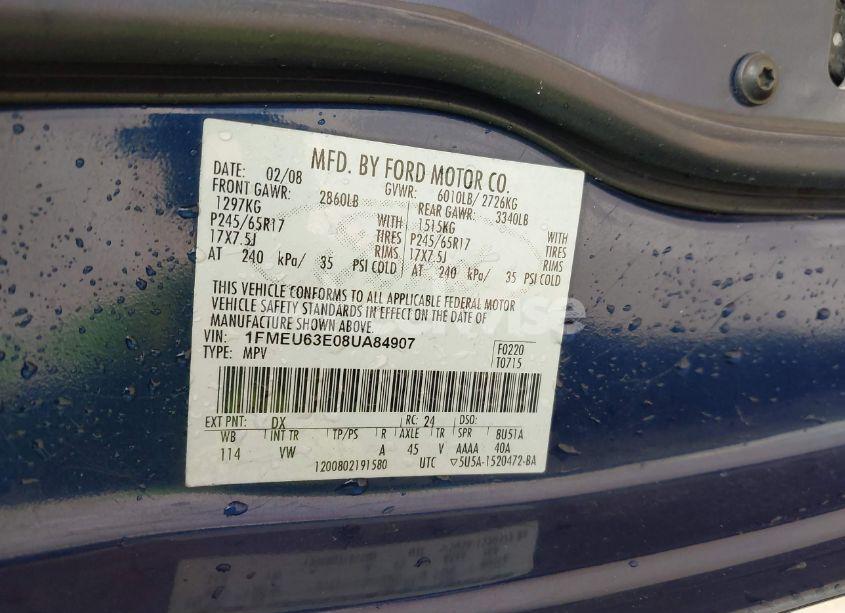 MFD. BY FORD MOTOR CO.
DATE: 02/08 GVWR: 6010LB/ 2726KG
FRONT GAWR: 2860LB REAR GAWR: 3340LB
1297KG WITH 1515KG WITH
P245/65R17 TIRES P245/65R17 TIRES
17X7.5J RIMS 17X7.5J RIMS
AT 240 kPa/ 35 PSI COLD AT 240 kPa/ 35 PSI COLD
THIS VEHICLE CONFORMS TO ALL APPLICABLE FEDERAL MOTOR
VEHICLE SAFETY STANDARDS IN EFFECT ON THE DATE OF
MANUFACTURE SHOWN ABOVE.
VIN: 1FMEU63E08UA84907
TYPE: MPV F0220
T0715
EXT PNT: DX RC: 24 DSO:
WB INT TR TP/PS R AXLE TR SPR BU51A
114 VW A 45 V AAAA 40A
1200802191580 UTC ▽5U5A-1520472-BA